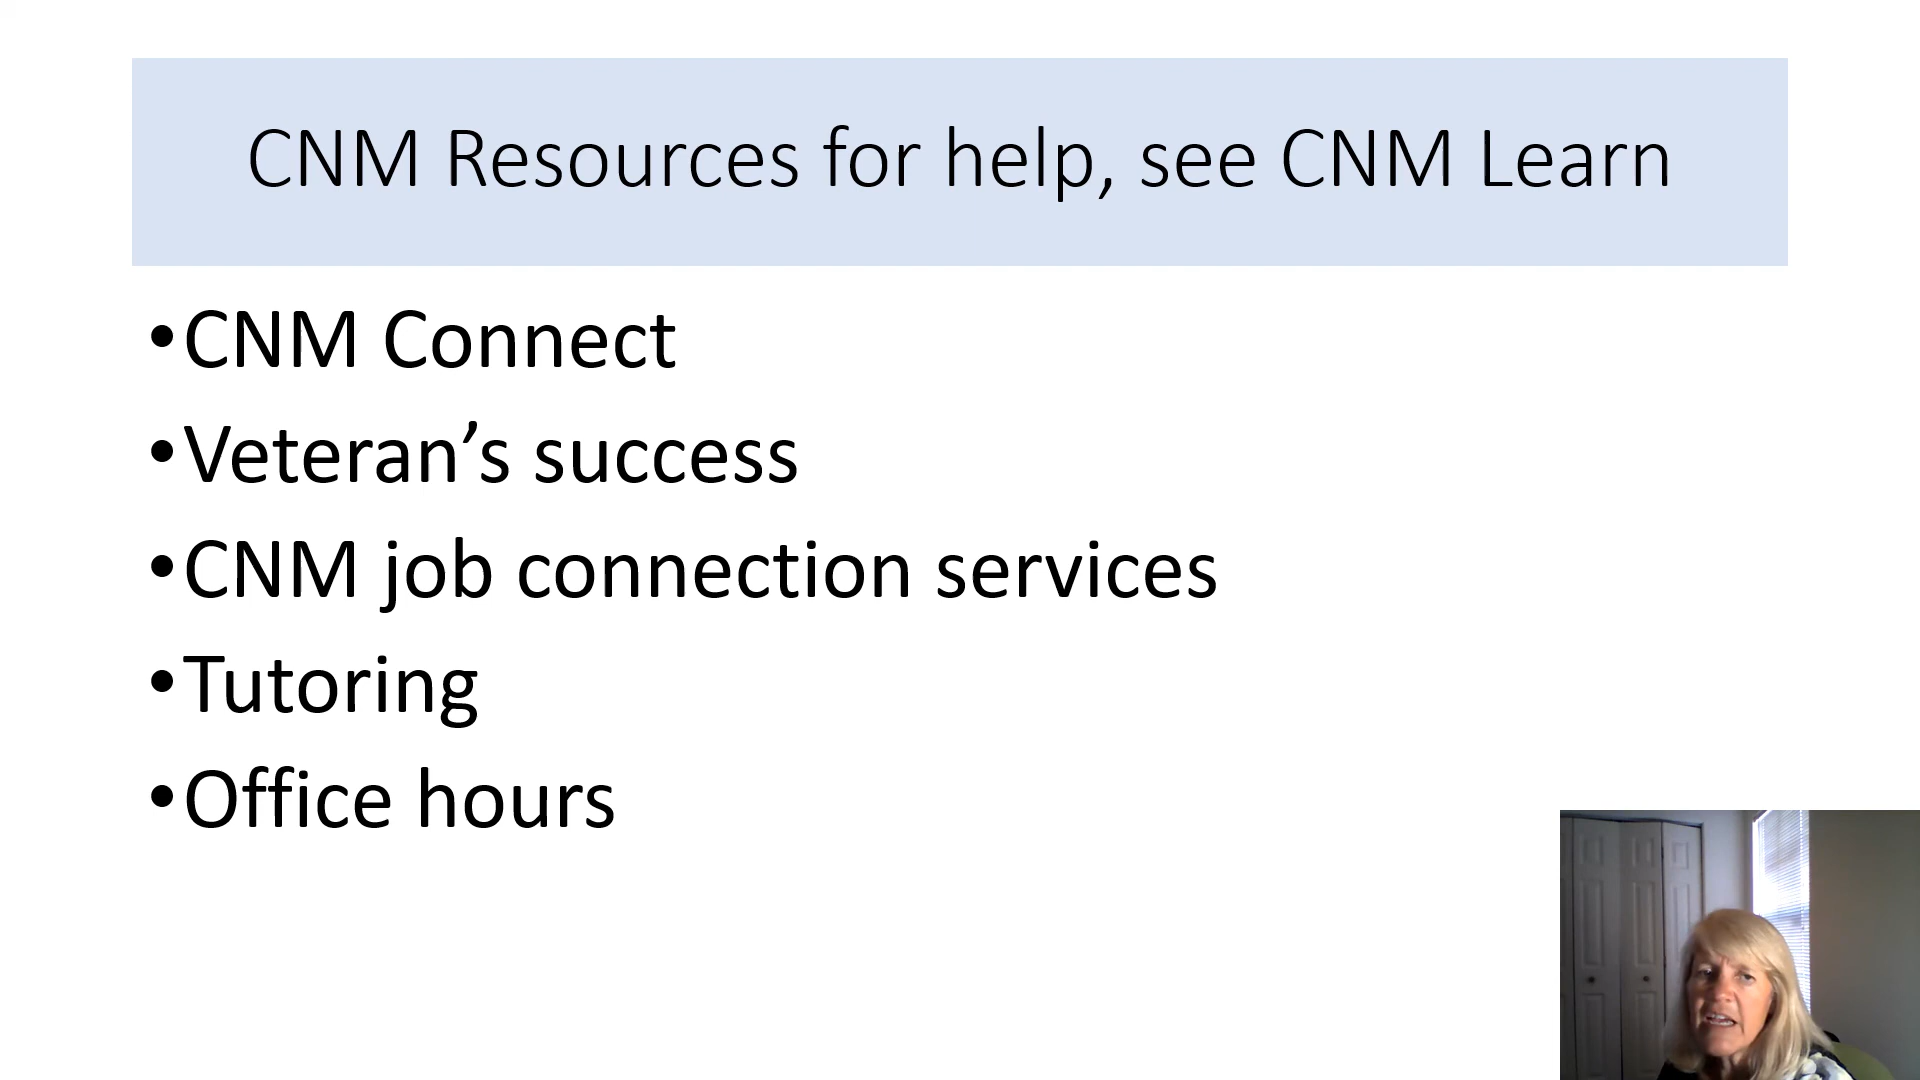 CNM Resources for help, see CNM Learn
•CNM Connect
•Veteran’s success
•CNM job connection services
•Tutoring
•Office hours